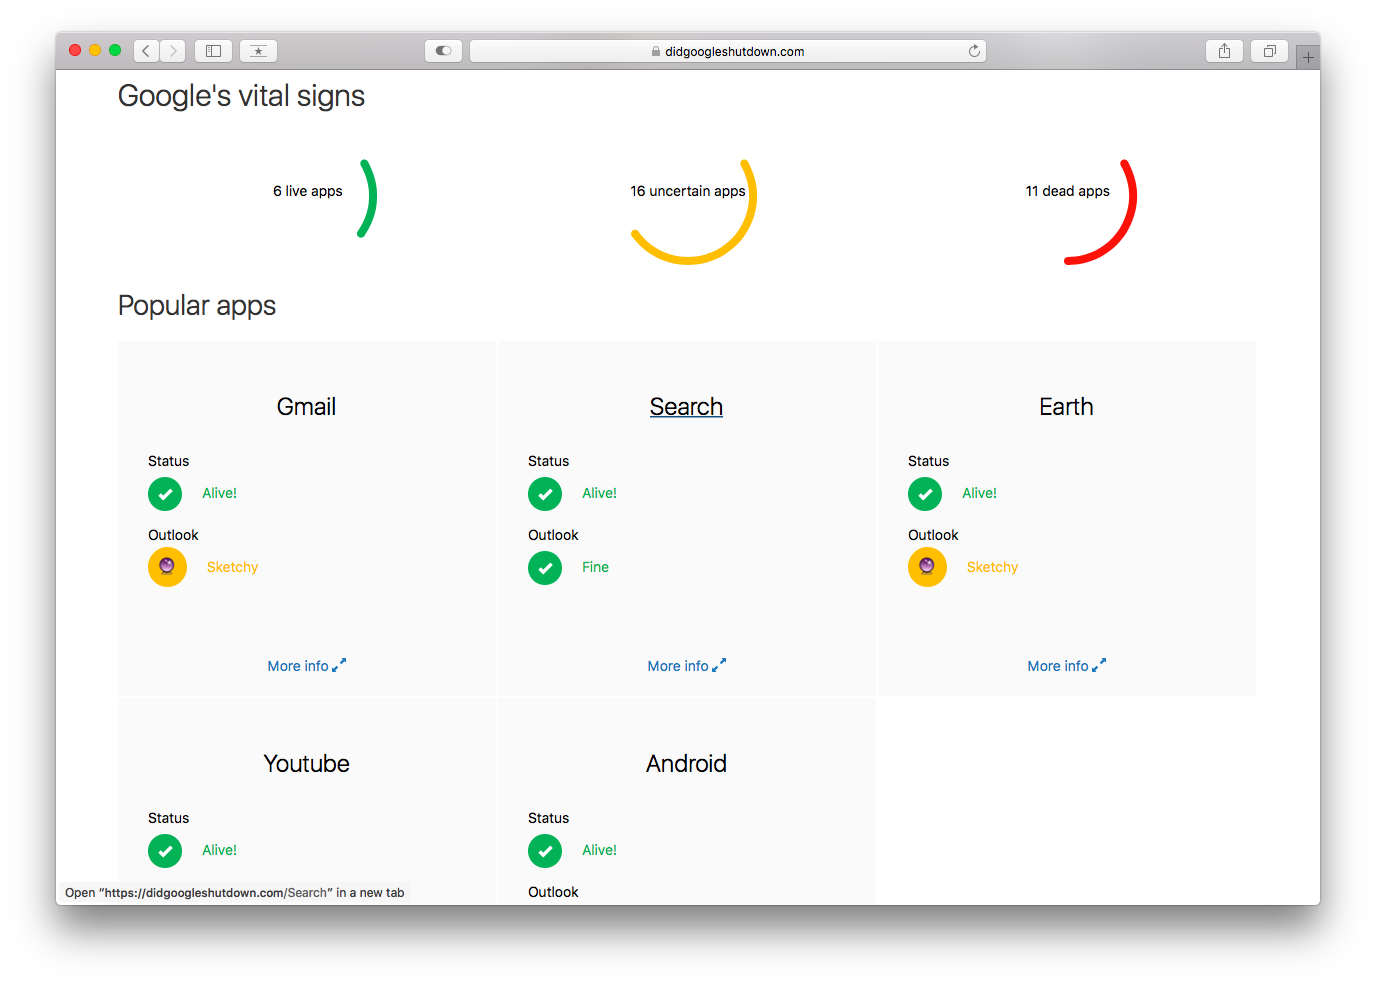 didgoogleshutdown.com
Google's vital signs
6 live apps
16 uncertain apps
11 dead apps
Popular apps
Gmail
Search
Earth
Status
Status
Status
Alive!
Alive!
Alive!
Outlook
Outlook
Outlook
Sketchy
Fine
Sketchy
More info
More info
More info
Youtube
Android
Status
Status
Alive!
Alive!
Outlook
Open “https://didgoogleshutdown.com/Search” in a new tab